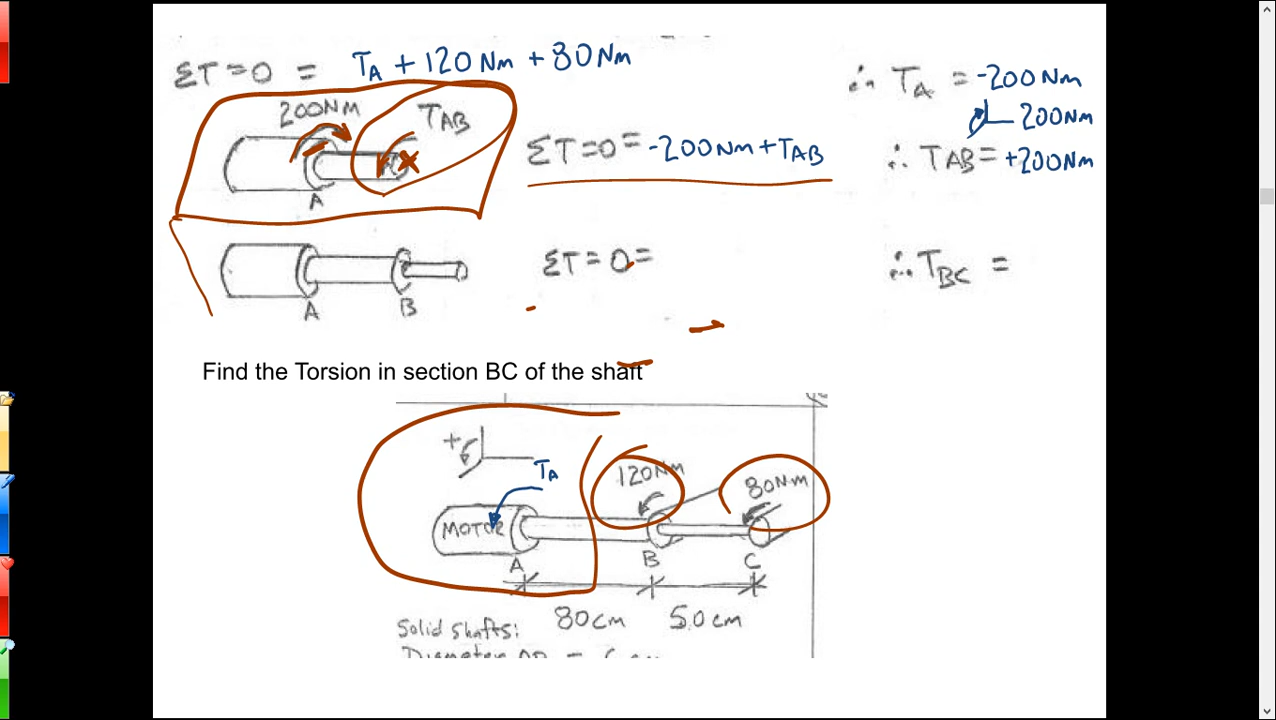 ΣT=0 = TA + 120 Nm + 80 Nm
∴ TA = -200 Nm
200 Nm
200 NM
TAB
A
ΣT=0= -200 Nm + TAB
∴ TAB = +200 Nm
A B
ΣT=0=
∴ TBC =
Find the Torsion in section BC of the shaft
+
TA
120 NM
80 NM
MOTOR
A B C
80 cm 50 cm
Solid shafts: